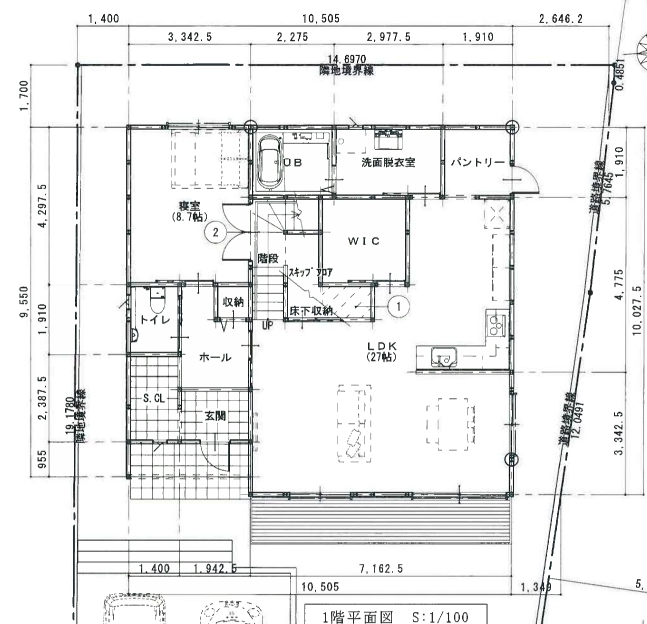 1,400
10,505
2,646.2
3,342.5
2,275
2,977.5
1,910
14.6970
隣地境界線
0.4851
1,700
UB
洗面脱衣室
パントリー
1,910
道路境界線
5.7645
4,297.5
寝室
(8.7帖)
2
WIC
階段
スキップフロア
9,550
4,775
10,027.5
収納
床下収納
1
トイレ
UP
1,910
ホール
LDK
(27帖)
2,387.5
S.CL
玄関
19.1780
隣地境界線
道路境界線
12.0491
3,342.5
955
1,400
1,942.5
7,162.5
10,505
1,349
5,
1階平面図 S:1/100